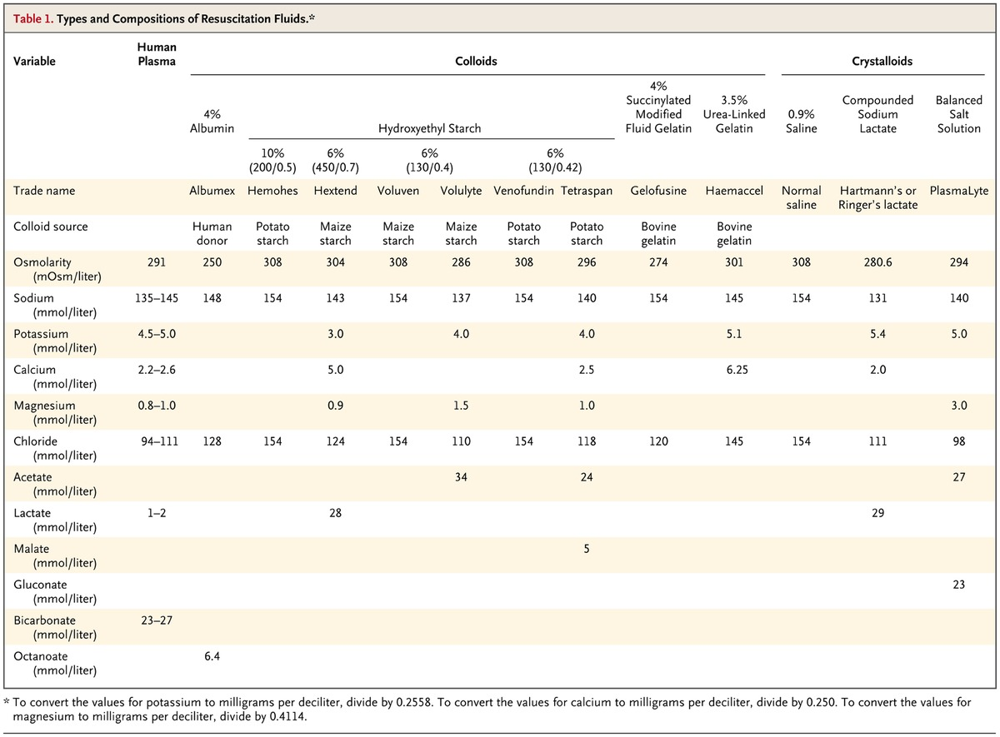 Table 1. Types and Compositions of Resuscitation Fluids.*
Variable Human Plasma Colloids Crystalloids
4% Albumin Hydroxyethyl Starch 4% Succinylated Modified Fluid Gelatin 3.5% Urea-Linked Gelatin 0.9% Saline Compounded Sodium Lactate Balanced Salt Solution
10% (200/0.5) 6% (450/0.7) 6% (130/0.4) 6% (130/0.42)
Trade name Albumex Hemohes Hextend Voluven Volulyte Venofundin Tetraspan Gelofusine Haemaccel Normal saline Hartmann's or Ringer's lactate PlasmaLyte
Colloid source Human donor Potato starch Maize starch Maize starch Maize starch Potato starch Potato starch Bovine gelatin Bovine gelatin
Osmolarity (mOsm/liter) 291 250 308 304 308 286 308 296 274 301 308 280.6 294
Sodium (mmol/liter) 135–145 148 154 143 154 137 154 140 154 145 154 131 140
Potassium (mmol/liter) 4.5–5.0 3.0 4.0 4.0 5.1 5.4 5.0
Calcium (mmol/liter) 2.2–2.6 5.0 2.5 6.25 2.0
Magnesium (mmol/liter) 0.8–1.0 0.9 1.5 1.0 3.0
Chloride (mmol/liter) 94–111 128 154 124 154 110 154 118 120 145 154 111 98
Acetate (mmol/liter) 34 24 27
Lactate (mmol/liter) 1–2 28 29
Malate (mmol/liter) 5
Gluconate (mmol/liter) 23
Bicarbonate (mmol/liter) 23–27
Octanoate (mmol/liter) 6.4
* To convert the values for potassium to milligrams per deciliter, divide by 0.2558. To convert the values for calcium to milligrams per deciliter, divide by 0.250. To convert the values for
magnesium to milligrams per deciliter, divide by 0.4114.